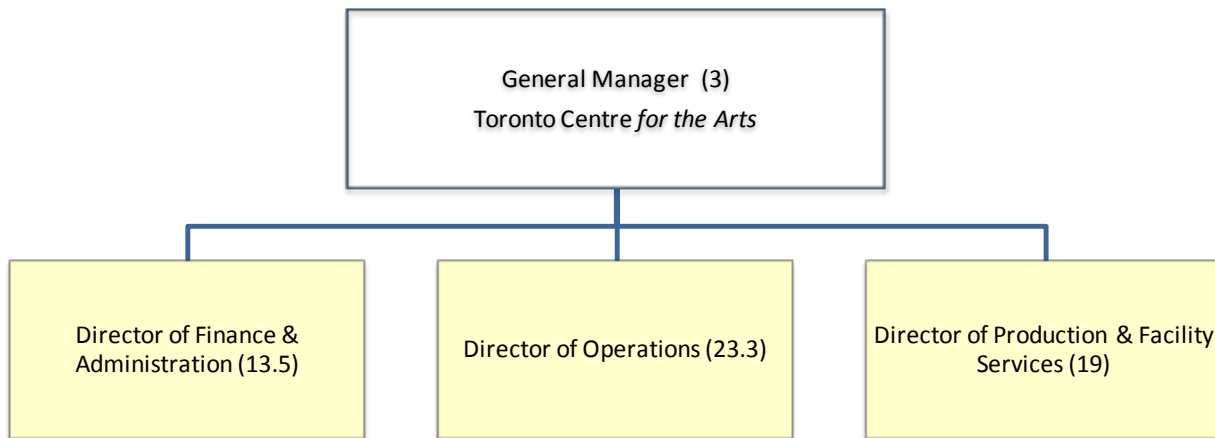 General Manager  (3)
Toronto Centre for the Arts
Director of Finance &
Administration (13.5)
Director of Operations (23.3)
Director of Production & Facility
Services (19)